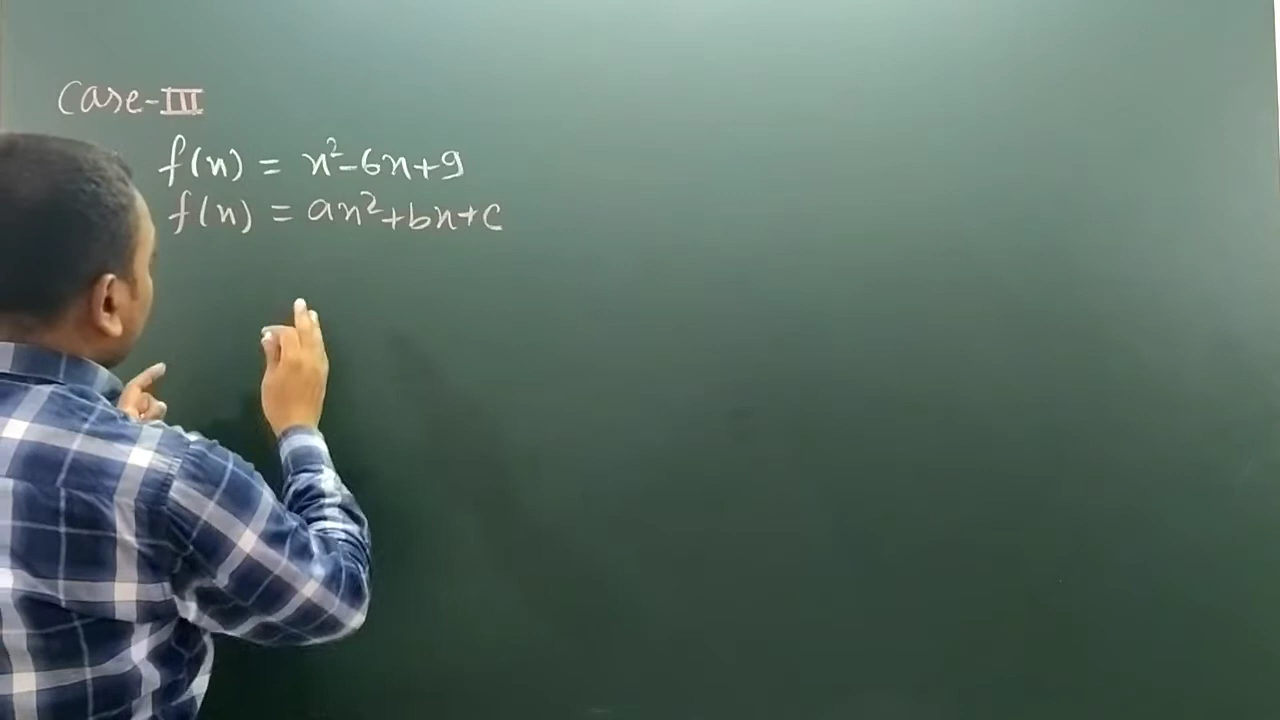 Case-III
f(x) = x²-6x+9
f(x) = ax²+bx+c